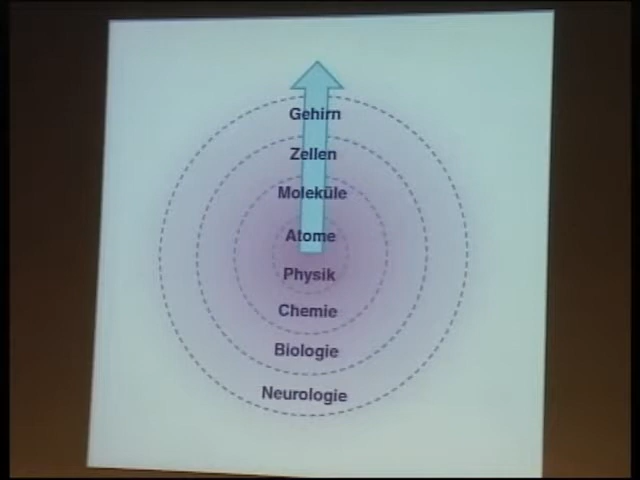 Gehirn
Zellen
Moleküle
Atome
Physik
Chemie
Biologie
Neurologie